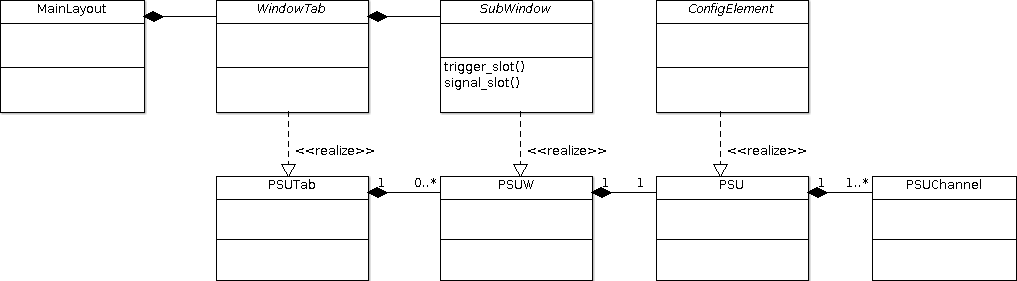 MainLayout
WindowTab
SubWindow
ConfigElement
trigger_slot()
signal_slot()
<<realize>>
<<realize>>
<<realize>>
PSUTab
1
0..*
PSUW
1
1
PSU
1
1..*
PSUChannel